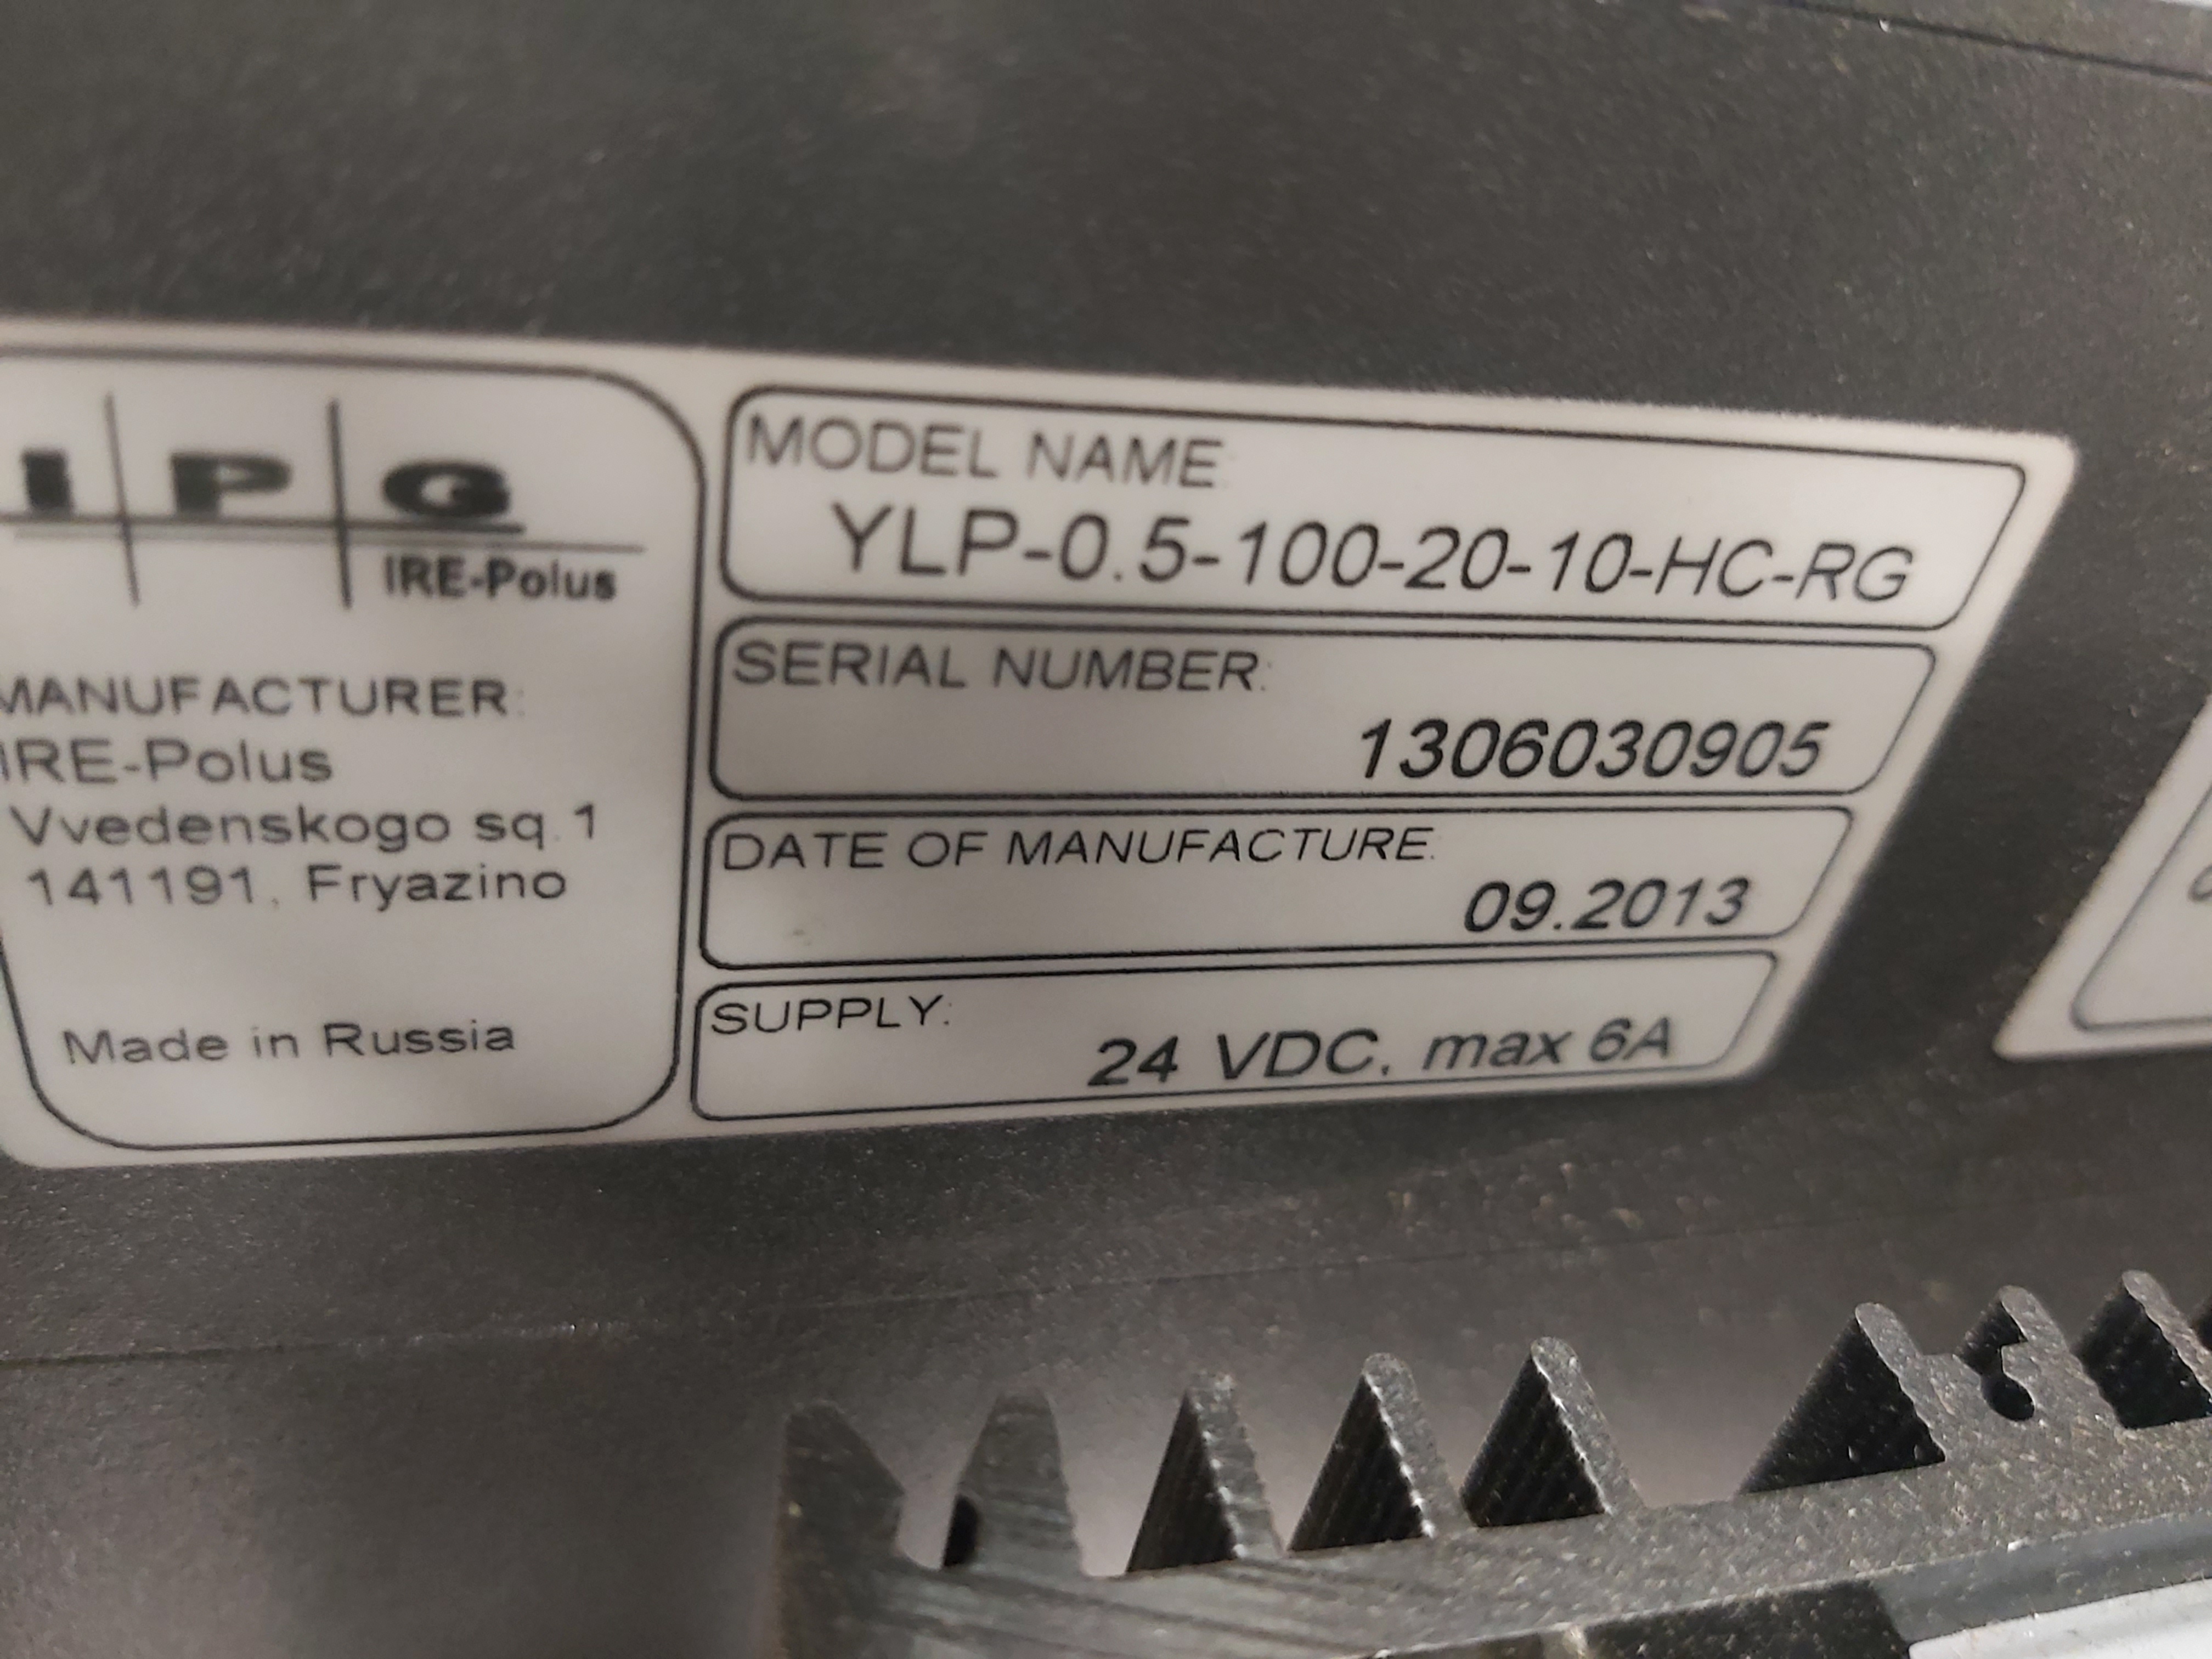 IPG
IRE-Polus
MANUFACTURER:
IRE-Polus
Vvedenskogo sq.1
141191, Fryazino
Made in Russia
MODEL NAME:
YLP-0.5-100-20-10-HC-RG
SERIAL NUMBER:
1306030905
DATE OF MANUFACTURE:
09.2013
SUPPLY:
24 VDC, max 6A